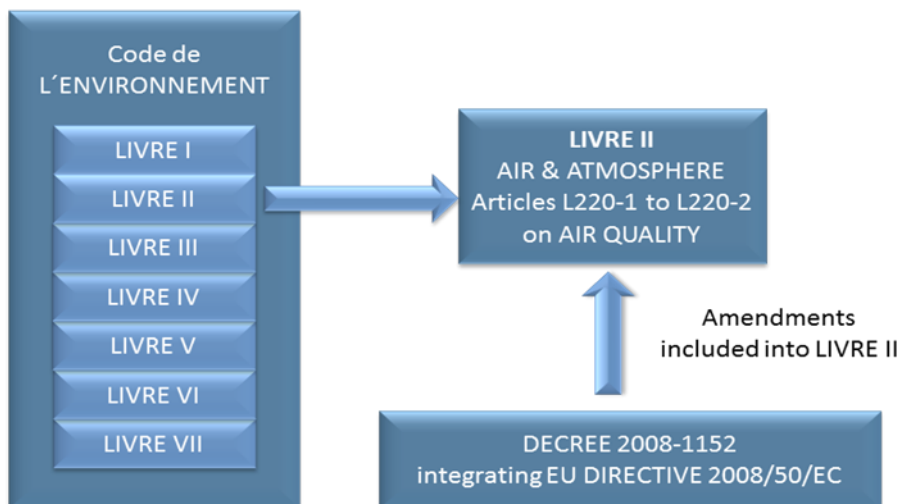 Code de
L´ENVIRONNEMENT
LIVRE I
LIVRE II
LIVRE III
LIVRE IV
LIVRE V
LIVRE VI
LIVRE VII
LIVRE II
AIR & ATMOSPHERE
Articles L220-1 to L220-2
on AIR QUALITY
Amendments
included into LIVRE II
DECREE 2008-1152
integrating EU DIRECTIVE 2008/50/EC